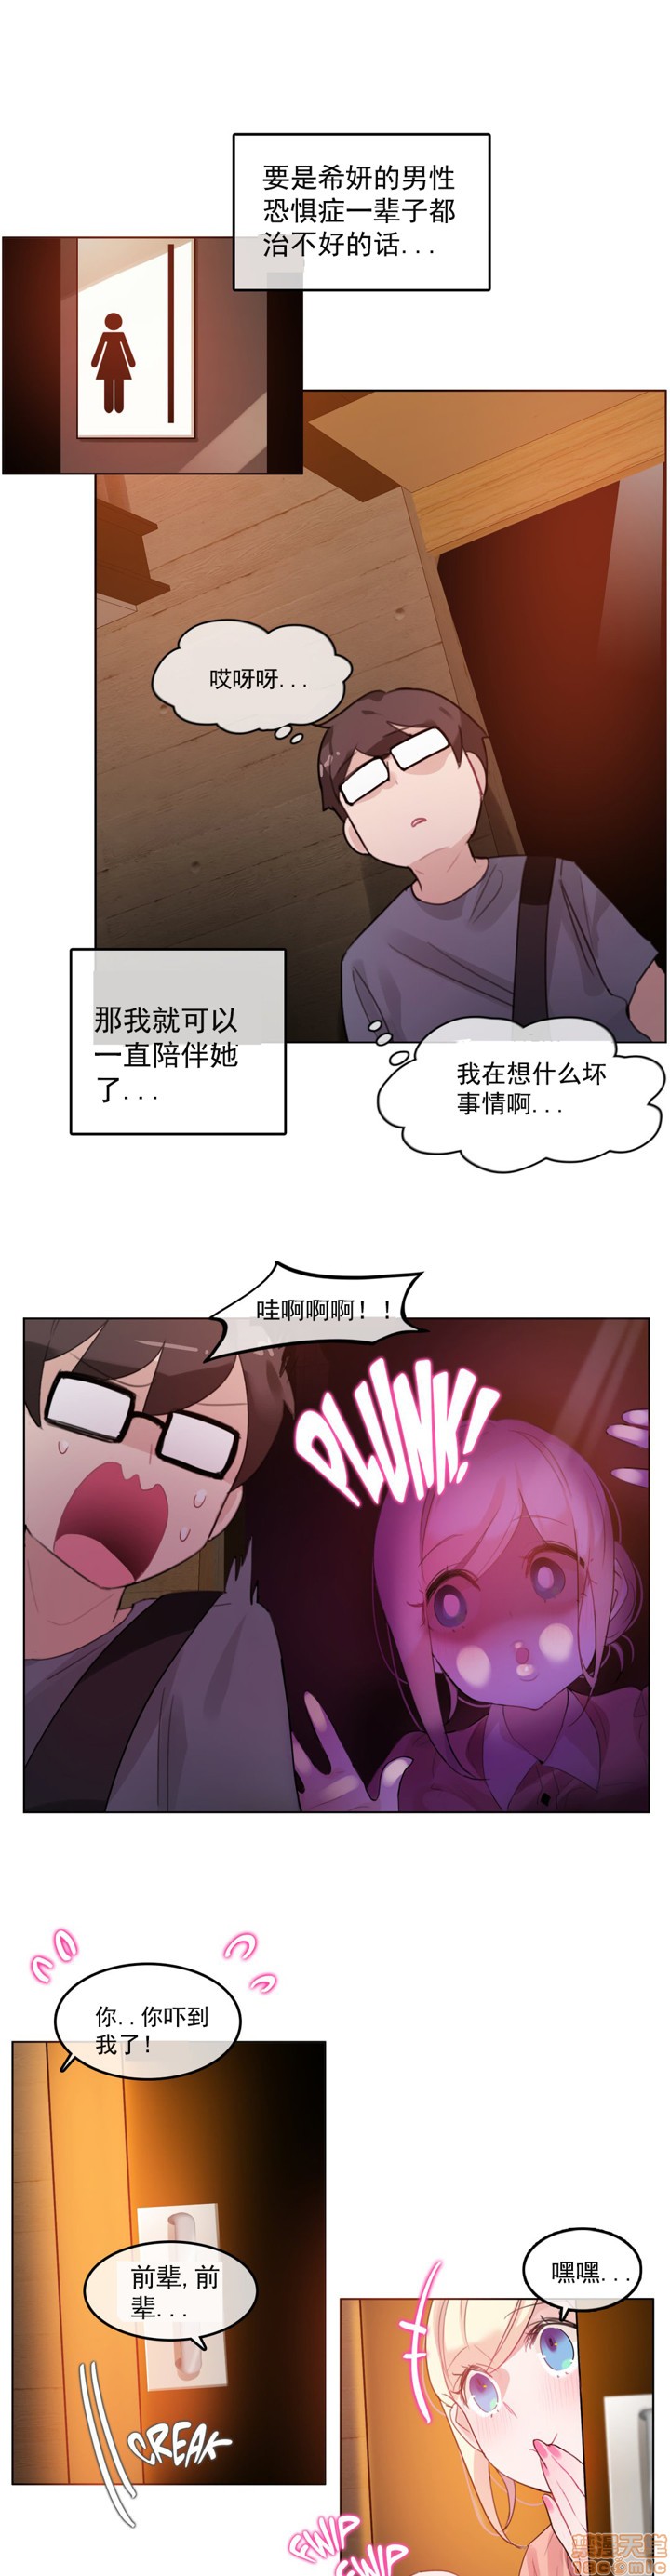 要是希妍的男性
恐惧症一辈子都
治不好的话...
哎呀呀...
那我就可以
一直陪伴她
了...
我在想什么坏
事情啊...
哇啊啊啊！！
PLUNK!
你..你吓到
我了！
前辈,前
辈...
CREAK
嘿嘿...
FWIP
FWIP